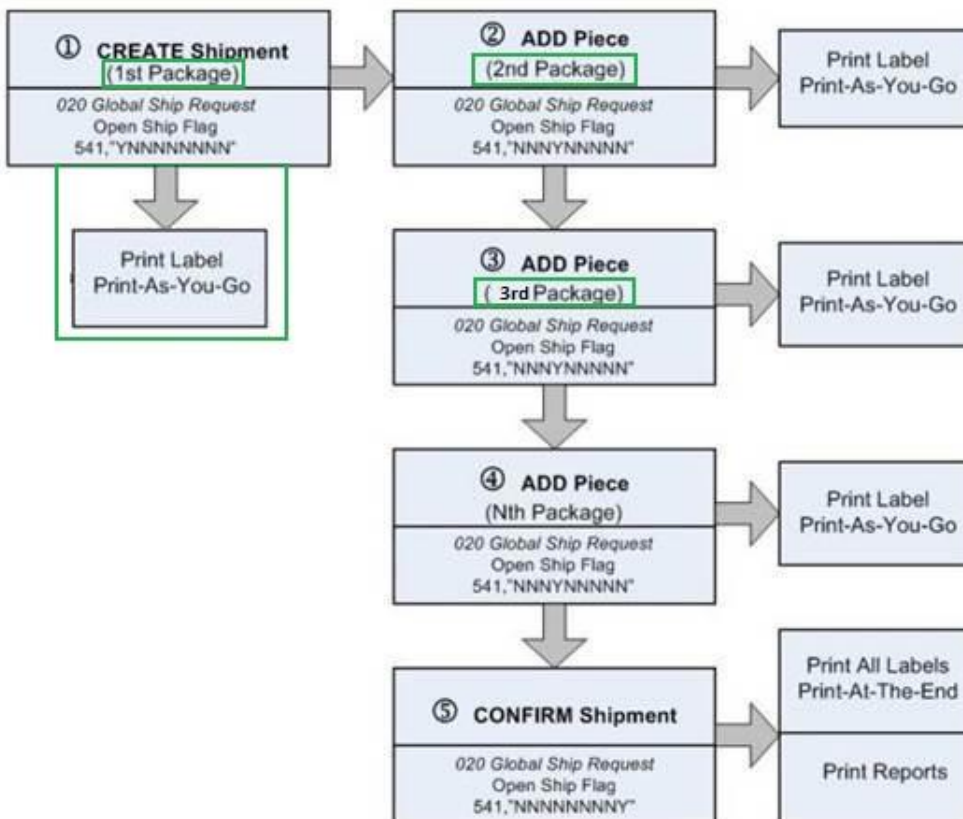 ① CREATE Shipment
(1st Package)
020 Global Ship Request
Open Ship Flag
541,"YNNNNNNNN"
Print Label
Print-As-You-Go
② ADD Piece
(2nd Package)
020 Global Ship Request
Open Ship Flag
541,"NNNYNNNNN"
Print Label
Print-As-You-Go
③ ADD Piece
( 3rd Package)
020 Global Ship Request
Open Ship Flag
541,"NNNYNNNNN"
Print Label
Print-As-You-Go
④ ADD Piece
(Nth Package)
020 Global Ship Request
Open Ship Flag
541,"NNNYNNNNN"
Print Label
Print-As-You-Go
⑤ CONFIRM Shipment
020 Global Ship Request
Open Ship Flag
541,"NNNNNNNNY"
Print All Labels
Print-At-The-End
Print Reports